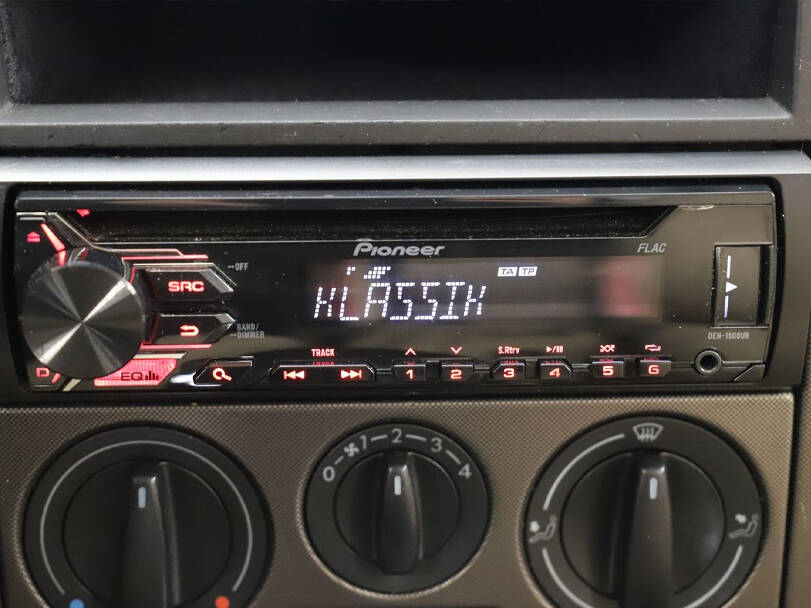 Pioneer
FLAC
OFF
SRC
TA TP
KLASSIK
BAND/
DIMMER
DEH-1900UB
TRACK
S.Rtrv
D
EQ
1 2 3 4 5 6
0 1 2 3 4